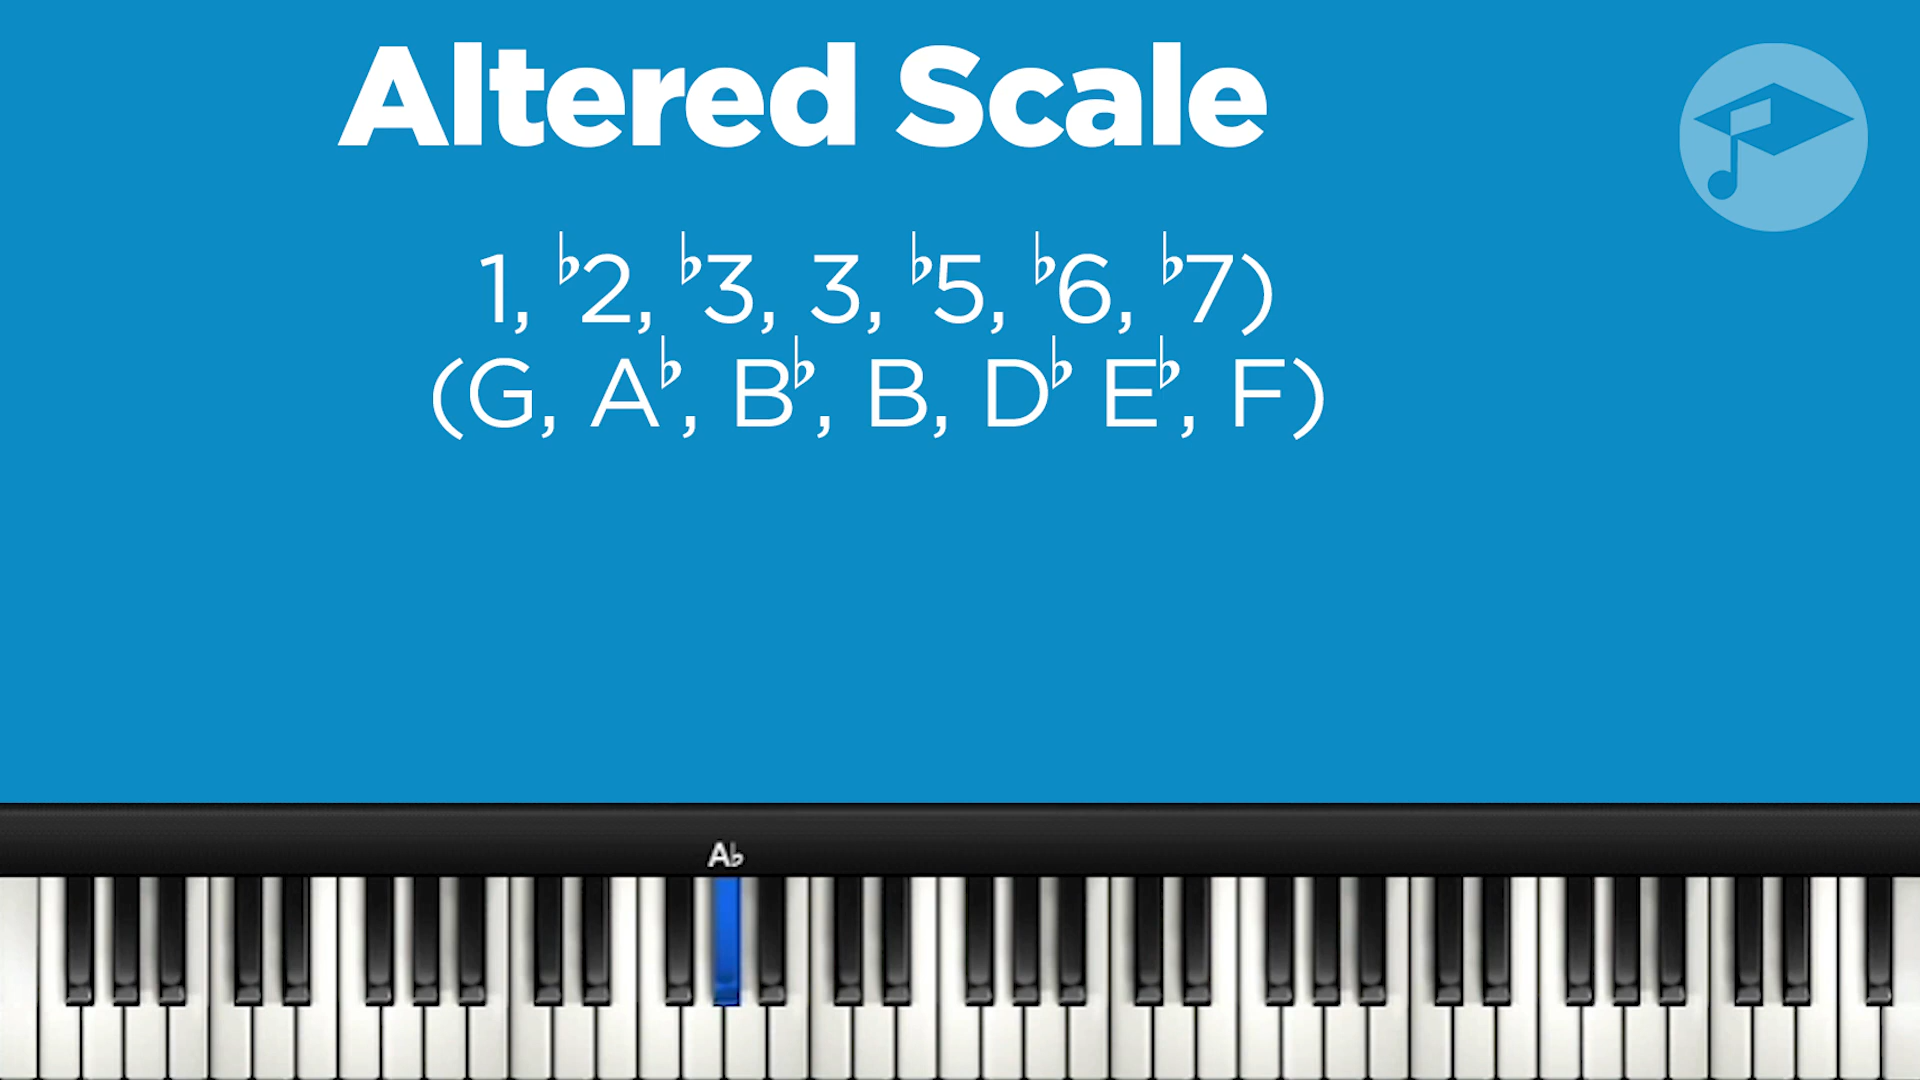 Altered Scale
1, ♭2, ♭3, 3, ♭5, ♭6, ♭7)
(G, A♭, B♭, B, D♭ E♭, F)
A♭